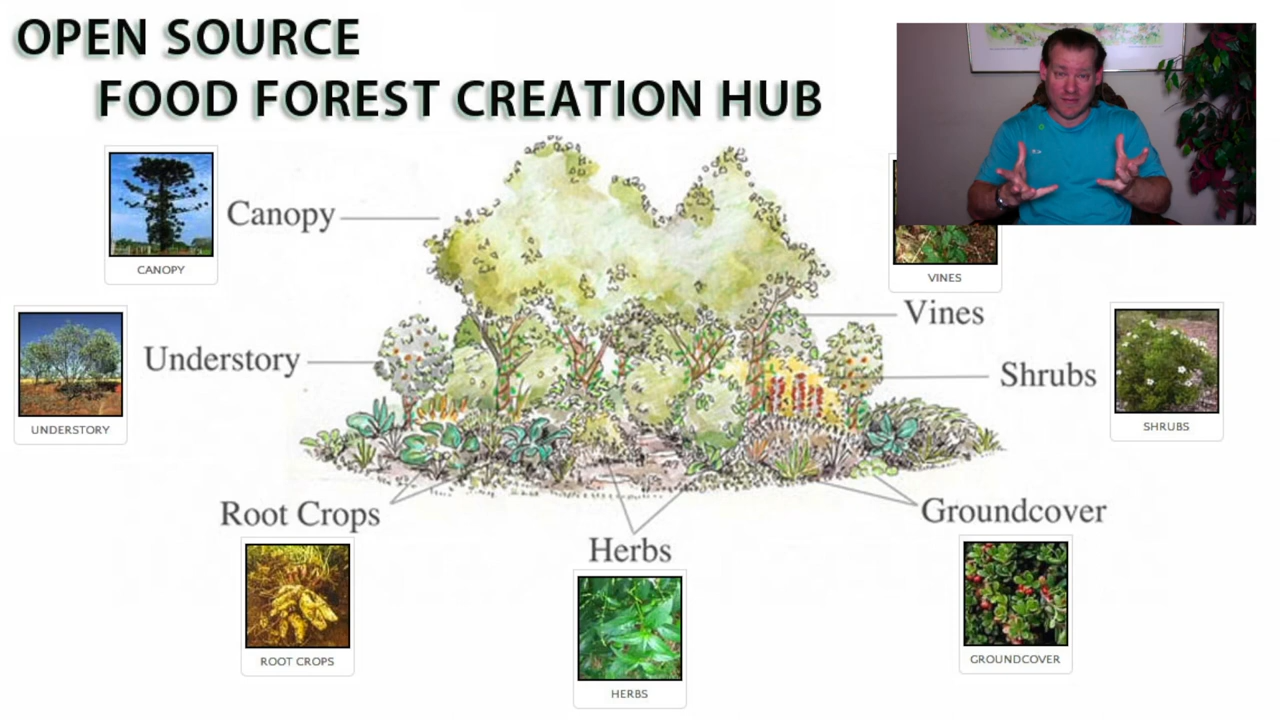 OPEN SOURCE
FOOD FOREST CREATION HUB
Canopy
CANOPY
VINES
Vines
Understory
UNDERSTORY
Shrubs
SHRUBS
Root Crops
ROOT CROPS
Herbs
HERBS
Groundcover
GROUNDCOVER